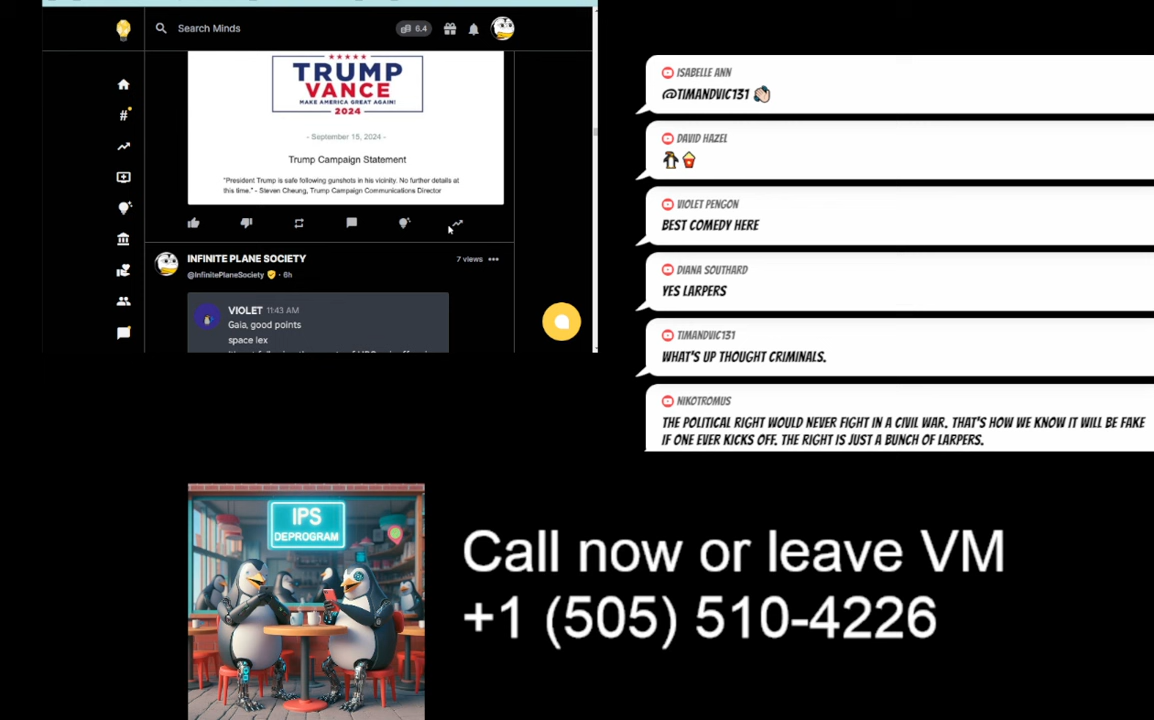 Search Minds
6.4
TRUMP
VANCE
MAKE AMERICA GREAT AGAIN!
2024
- September 15, 2024 -
Trump Campaign Statement
"President Trump is safe following gunshots in his vicinity. No further details at
this time." - Steven Cheung, Trump Campaign Communications Director
INFINITE PLANE SOCIETY
7 views
@InfinitePlaneSociety · 6h
VIOLET 11:43 AM
Gaia, good points
space lex
ISABELLE ANN
@TIMANDVIC131
DAVID HAZEL
VIOLET PENGON
BEST COMEDY HERE
DIANA SOUTHARD
YES LARPERS
TIMANDVIC131
WHAT'S UP THOUGHT CRIMINALS.
NIKOTROMUS
THE POLITICAL RIGHT WOULD NEVER FIGHT IN A CIVIL WAR. THAT'S HOW WE KNOW IT WILL BE FAKE
IF ONE EVER KICKS OFF. THE RIGHT IS JUST A BUNCH OF LARPERS.
IPS
DEPROGRAM
Call now or leave VM
+1 (505) 510-4226